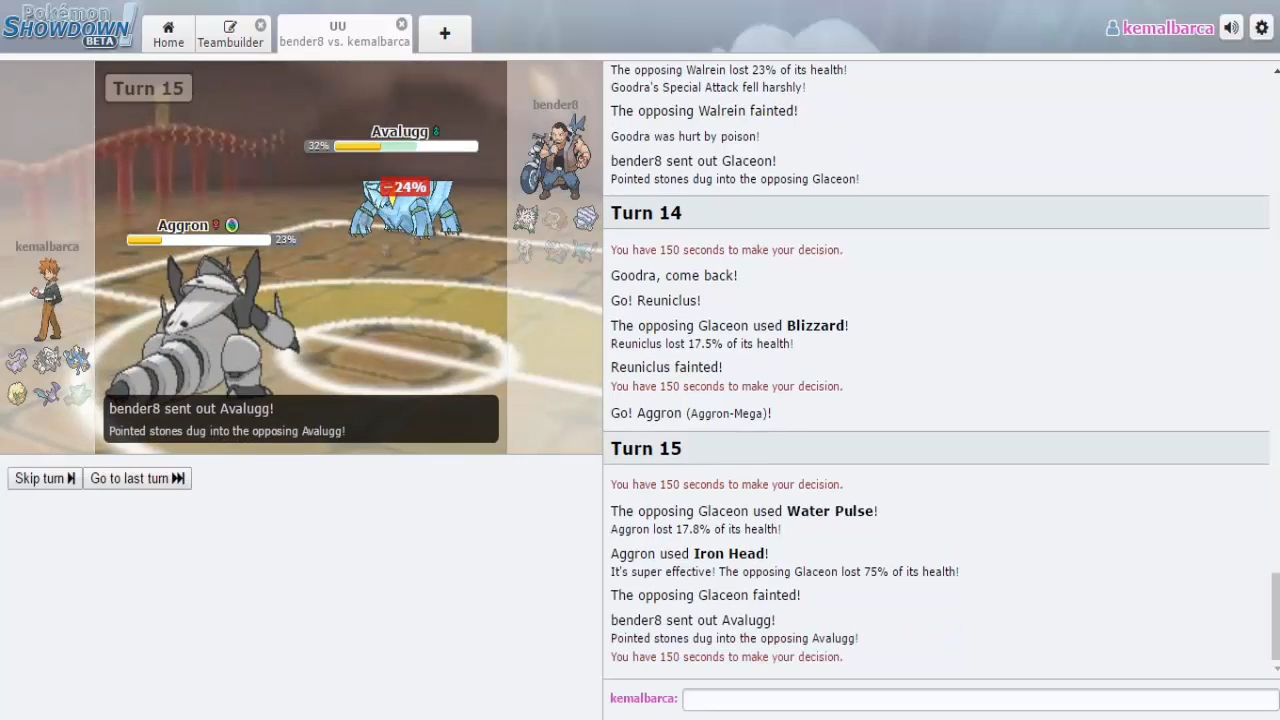 Pokémon
SHOWDOWN!
BETA
Home
Teambuilder
UU
bender8 vs. kemalbarca
+
kemalbarca
Turn 15
Avalugg
32%
-24%
Aggron
23%
kemalbarca
bender8
bender8 sent out Avalugg!
Pointed stones dug into the opposing Avalugg!
Skip turn
Go to last turn
The opposing Walrein lost 23% of its health!
Goodra's Special Attack fell harshly!
The opposing Walrein fainted!
Goodra was hurt by poison!
bender8 sent out Glaceon!
Pointed stones dug into the opposing Glaceon!
Turn 14
You have 150 seconds to make your decision.
Goodra, come back!
Go! Reuniclus!
The opposing Glaceon used Blizzard!
Reuniclus lost 17.5% of its health!
Reuniclus fainted!
You have 150 seconds to make your decision.
Go! Aggron (Aggron-Mega)!
Turn 15
You have 150 seconds to make your decision.
The opposing Glaceon used Water Pulse!
Aggron lost 17.8% of its health!
Aggron used Iron Head!
It's super effective! The opposing Glaceon lost 75% of its health!
The opposing Glaceon fainted!
bender8 sent out Avalugg!
Pointed stones dug into the opposing Avalugg!
You have 150 seconds to make your decision.
kemalbarca: